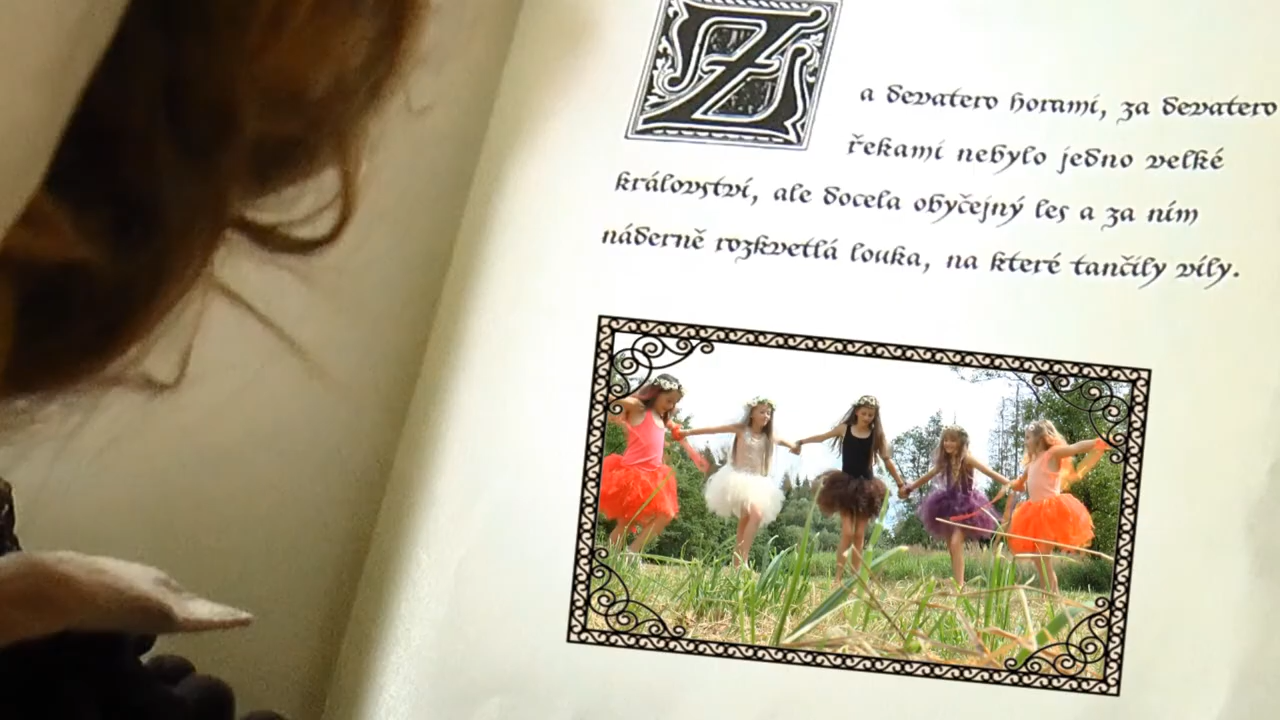 Za devatero horami, za devatero
řekami nebylo jedno velké
království, ale docela obyčejný les a za ním
nádherně rozkvetlá louka, na které tančily víly.